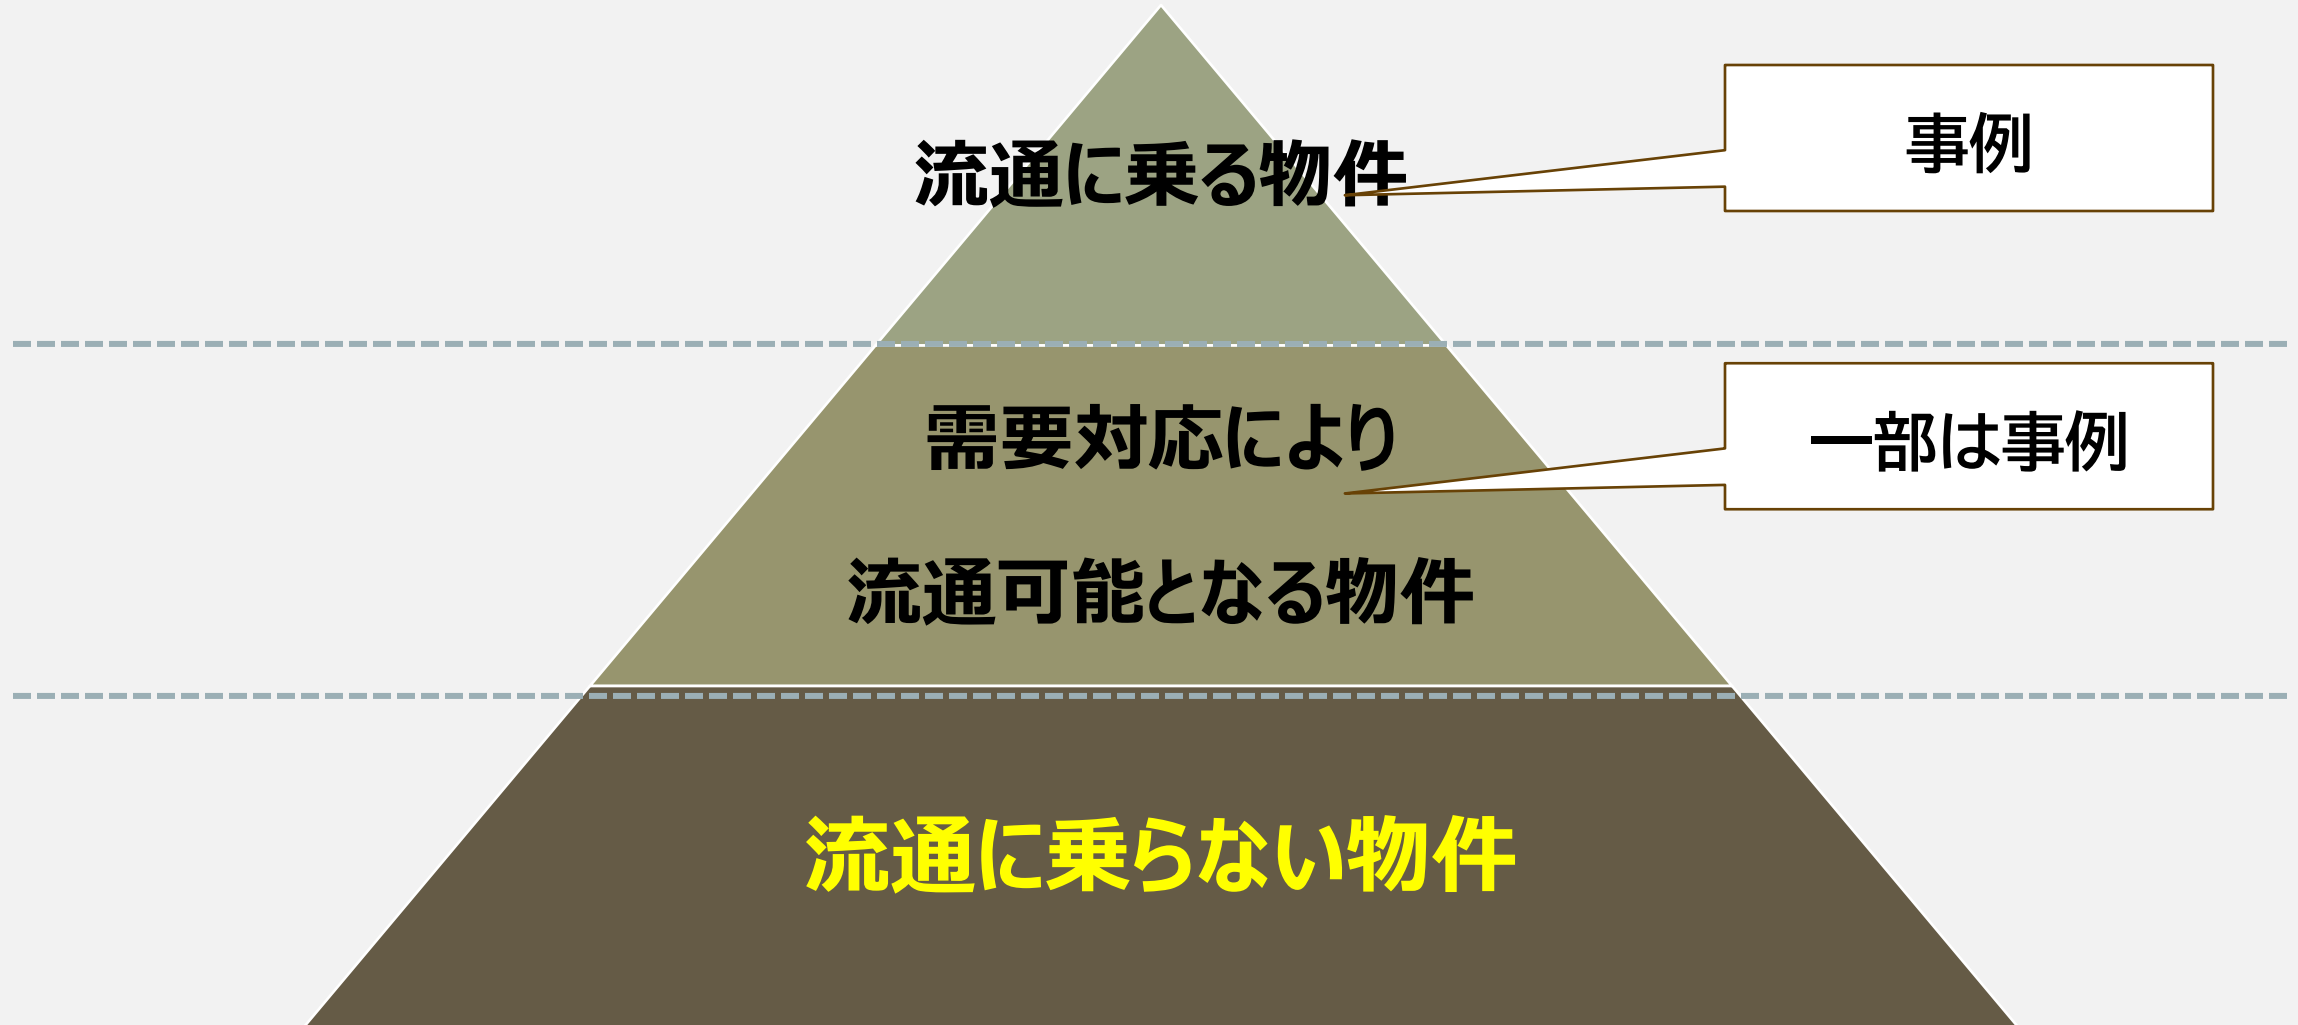 流通に乗る物件
事例
需要対応により
一部は事例
流通可能となる物件
流通に乗らない物件